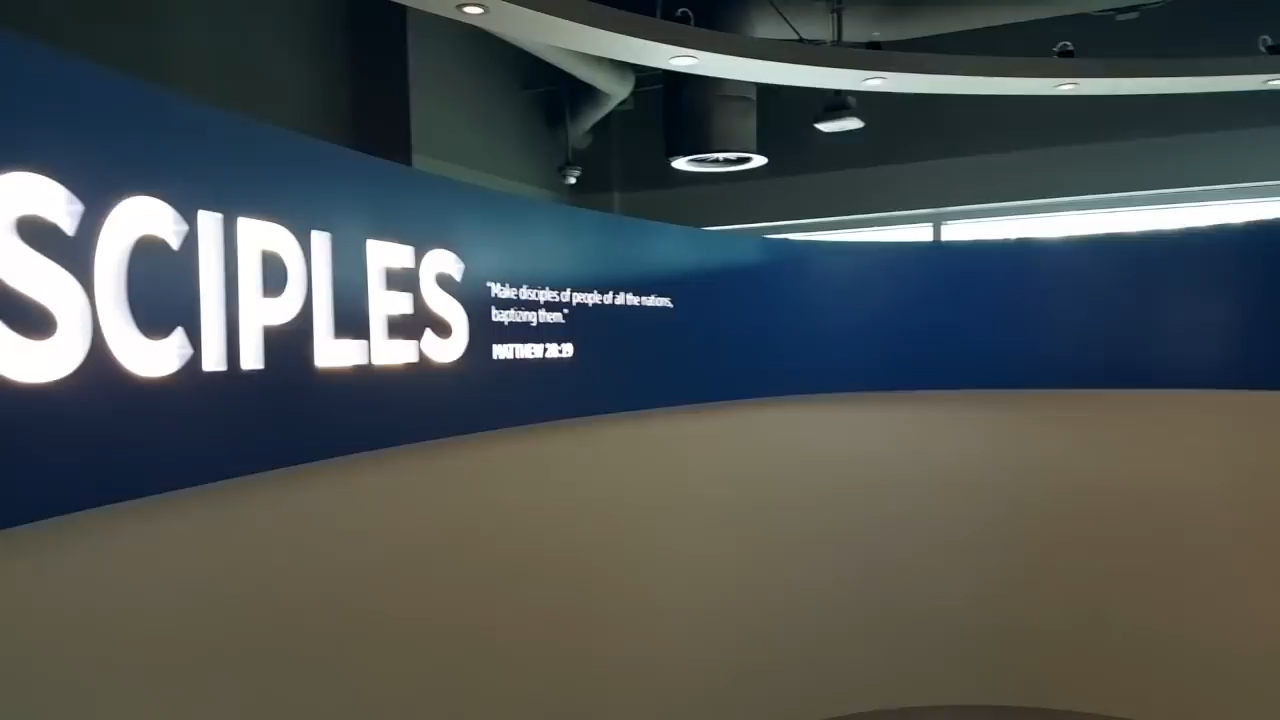 SCIPLES
"Make disciples of people of all the nations,
baptizing them."
MATTHEW 28:19